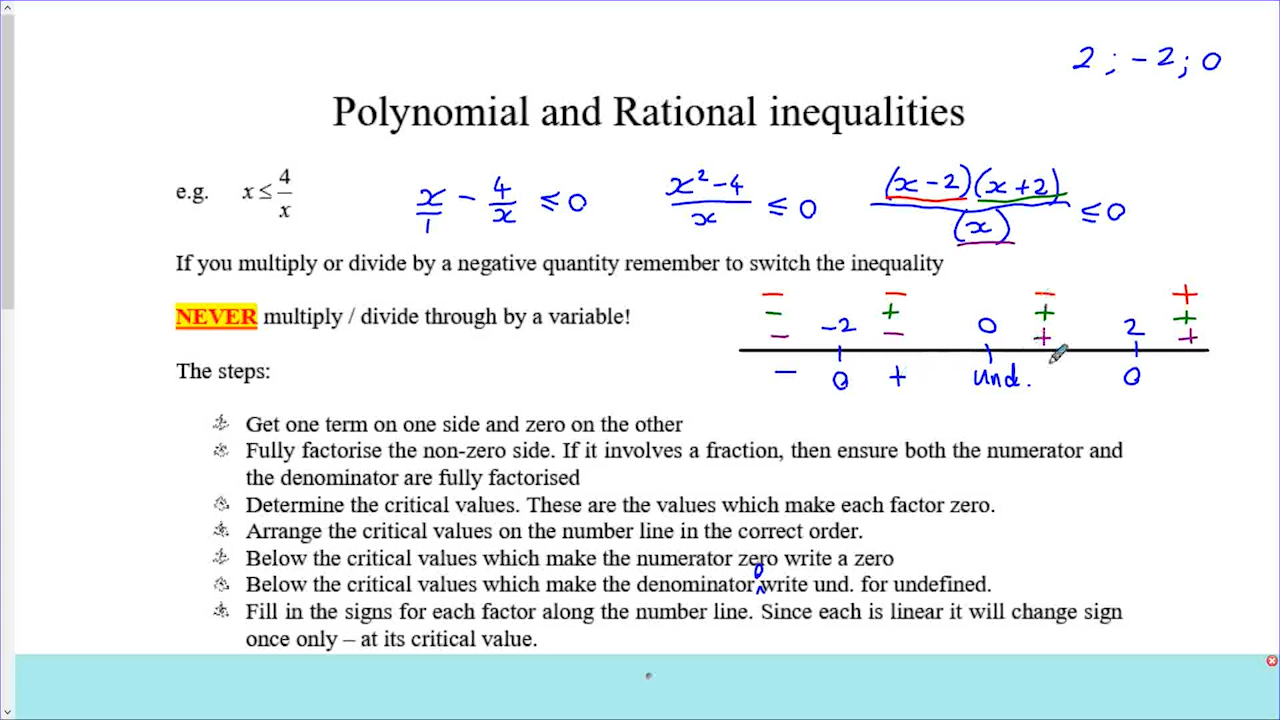 2 ; -2 ; 0
Polynomial and Rational inequalities
e.g. x ≤ 4/x x/1 - 4/x ≤ 0 x²-4/x ≤ 0 (x-2)(x+2)/(x) ≤ 0
If you multiply or divide by a negative quantity remember to switch the inequality
− − − +
NEVER multiply / divide through by a variable!
− + + +
− -2 − 0 + 2 +
The steps:
− 0 + und. 0
Get one term on one side and zero on the other
Fully factorise the non-zero side. If it involves a fraction, then ensure both the numerator and
the denominator are fully factorised
Determine the critical values. These are the values which make each factor zero.
Arrange the critical values on the number line in the correct order.
Below the critical values which make the numerator zero write a zero
Below the critical values which make the denominator 0 write und. for undefined.
Fill in the signs for each factor along the number line. Since each is linear it will change sign
once only – at its critical value.